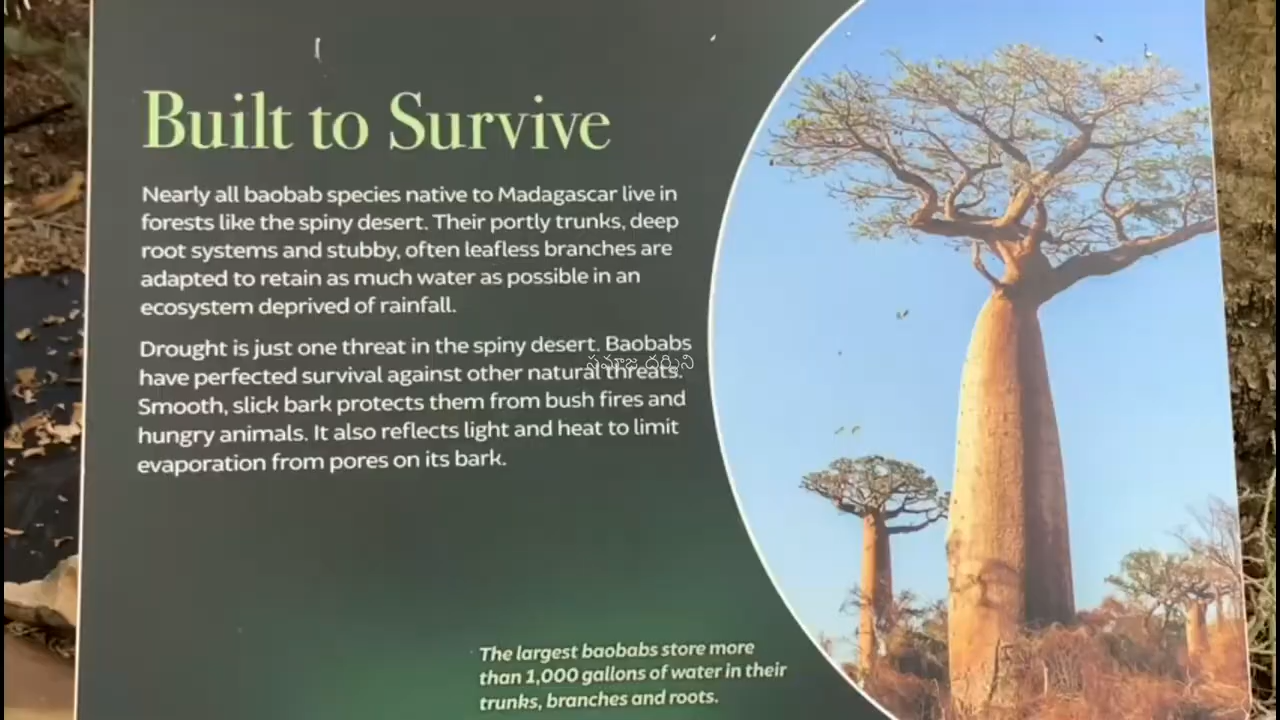 Built to Survive
Nearly all baobab species native to Madagascar live in
forests like the spiny desert. Their portly trunks, deep
root systems and stubby, often leafless branches are
adapted to retain as much water as possible in an
ecosystem deprived of rainfall.
Drought is just one threat in the spiny desert. Baobabs
have perfected survival against other natural threats.
Smooth, slick bark protects them from bush fires and
hungry animals. It also reflects light and heat to limit
evaporation from pores on its bark.
సమాజ దర్శిని
The largest baobabs store more
than 1,000 gallons of water in their
trunks, branches and roots.